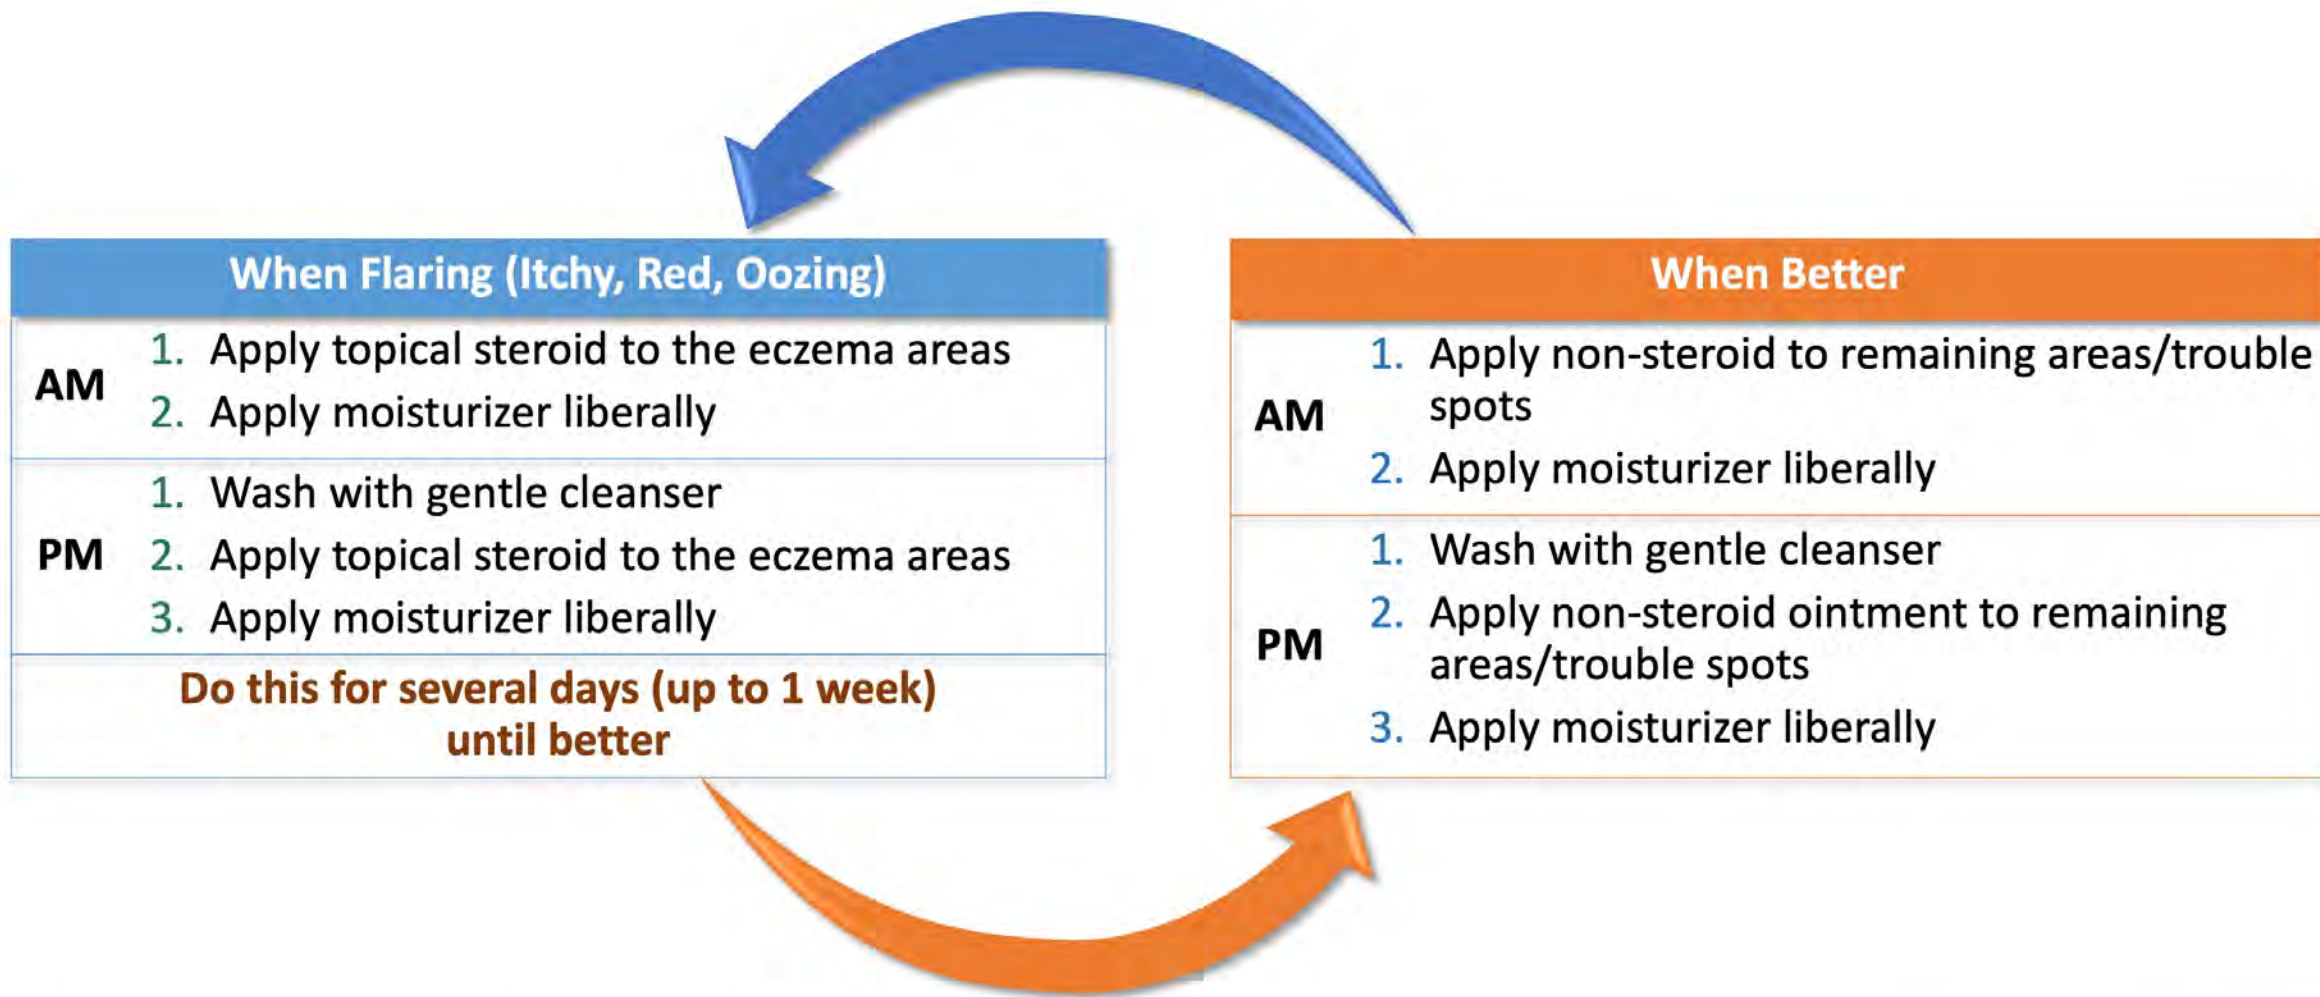 When Flaring (Itchy, Red, Oozing)
AM
1. Apply topical steroid to the eczema areas
2. Apply moisturizer liberally
PM
1. Wash with gentle cleanser
2. Apply topical steroid to the eczema areas
3. Apply moisturizer liberally
Do this for several days (up to 1 week)
until better
When Better
AM
1. Apply non-steroid to remaining areas/trouble
spots
2. Apply moisturizer liberally
PM
1. Wash with gentle cleanser
2. Apply non-steroid ointment to remaining
areas/trouble spots
3. Apply moisturizer liberally